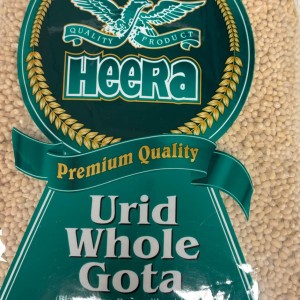 QUALITY PRODUCT
HEERA
Premium Quality
Urid
Whole
Gota